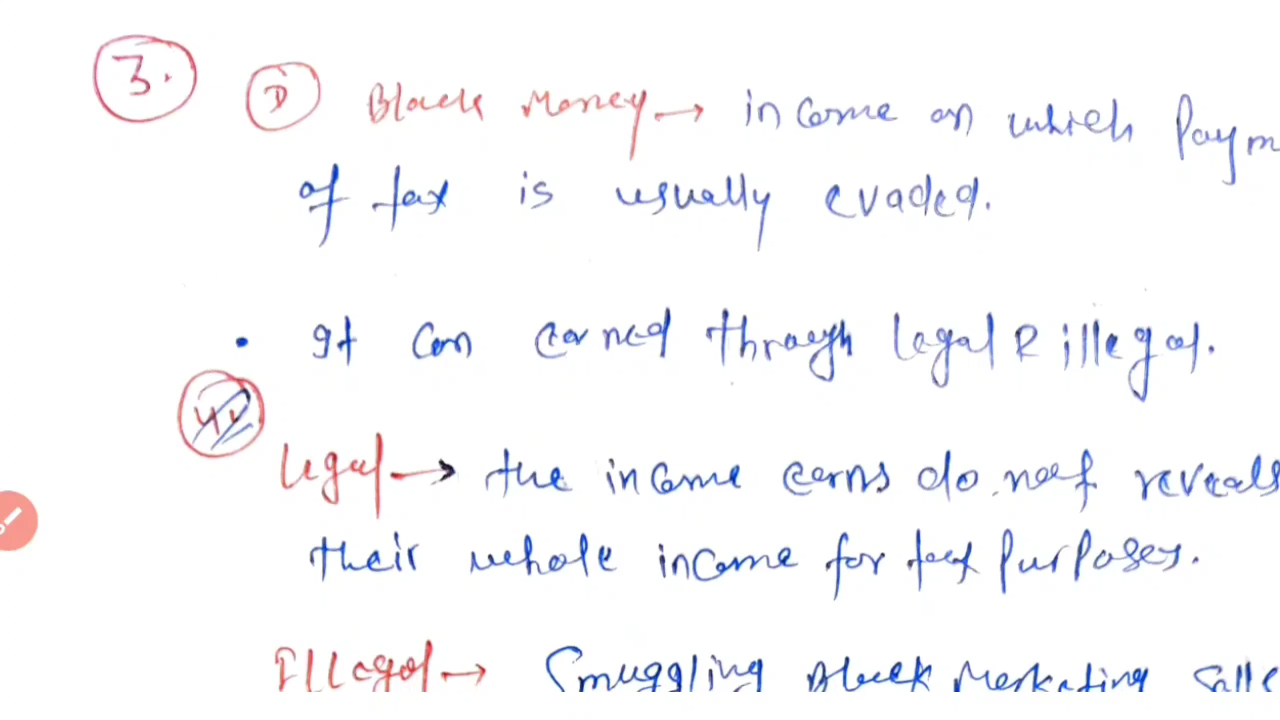 3. D Black Money → income on which Paym
of tax is usually evaded.
• It can earned through legal & illegal.
legal → the income earns do not reveals
their whole income for tax purposes.
Illegal → Smuggling Black Marketing